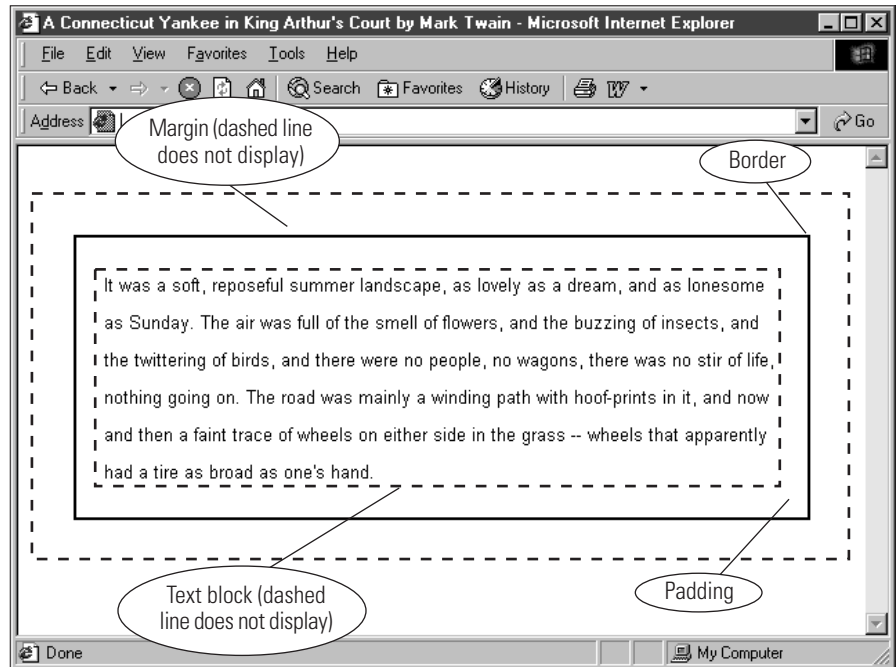 A Connecticut Yankee in King Arthur's Court by Mark Twain - Microsoft Internet Explorer
File Edit View Favorites Tools Help
Back Search Favorites History
Address Go
Margin (dashed line
does not display)
Border
It was a soft, reposeful summer landscape, as lovely as a dream, and as lonesome
as Sunday. The air was full of the smell of flowers, and the buzzing of insects, and
the twittering of birds, and there were no people, no wagons, there was no stir of life,
nothing going on. The road was mainly a winding path with hoof-prints in it, and now
and then a faint trace of wheels on either side in the grass -- wheels that apparently
had a tire as broad as one's hand.
Text block (dashed
line does not display)
Padding
Done My Computer